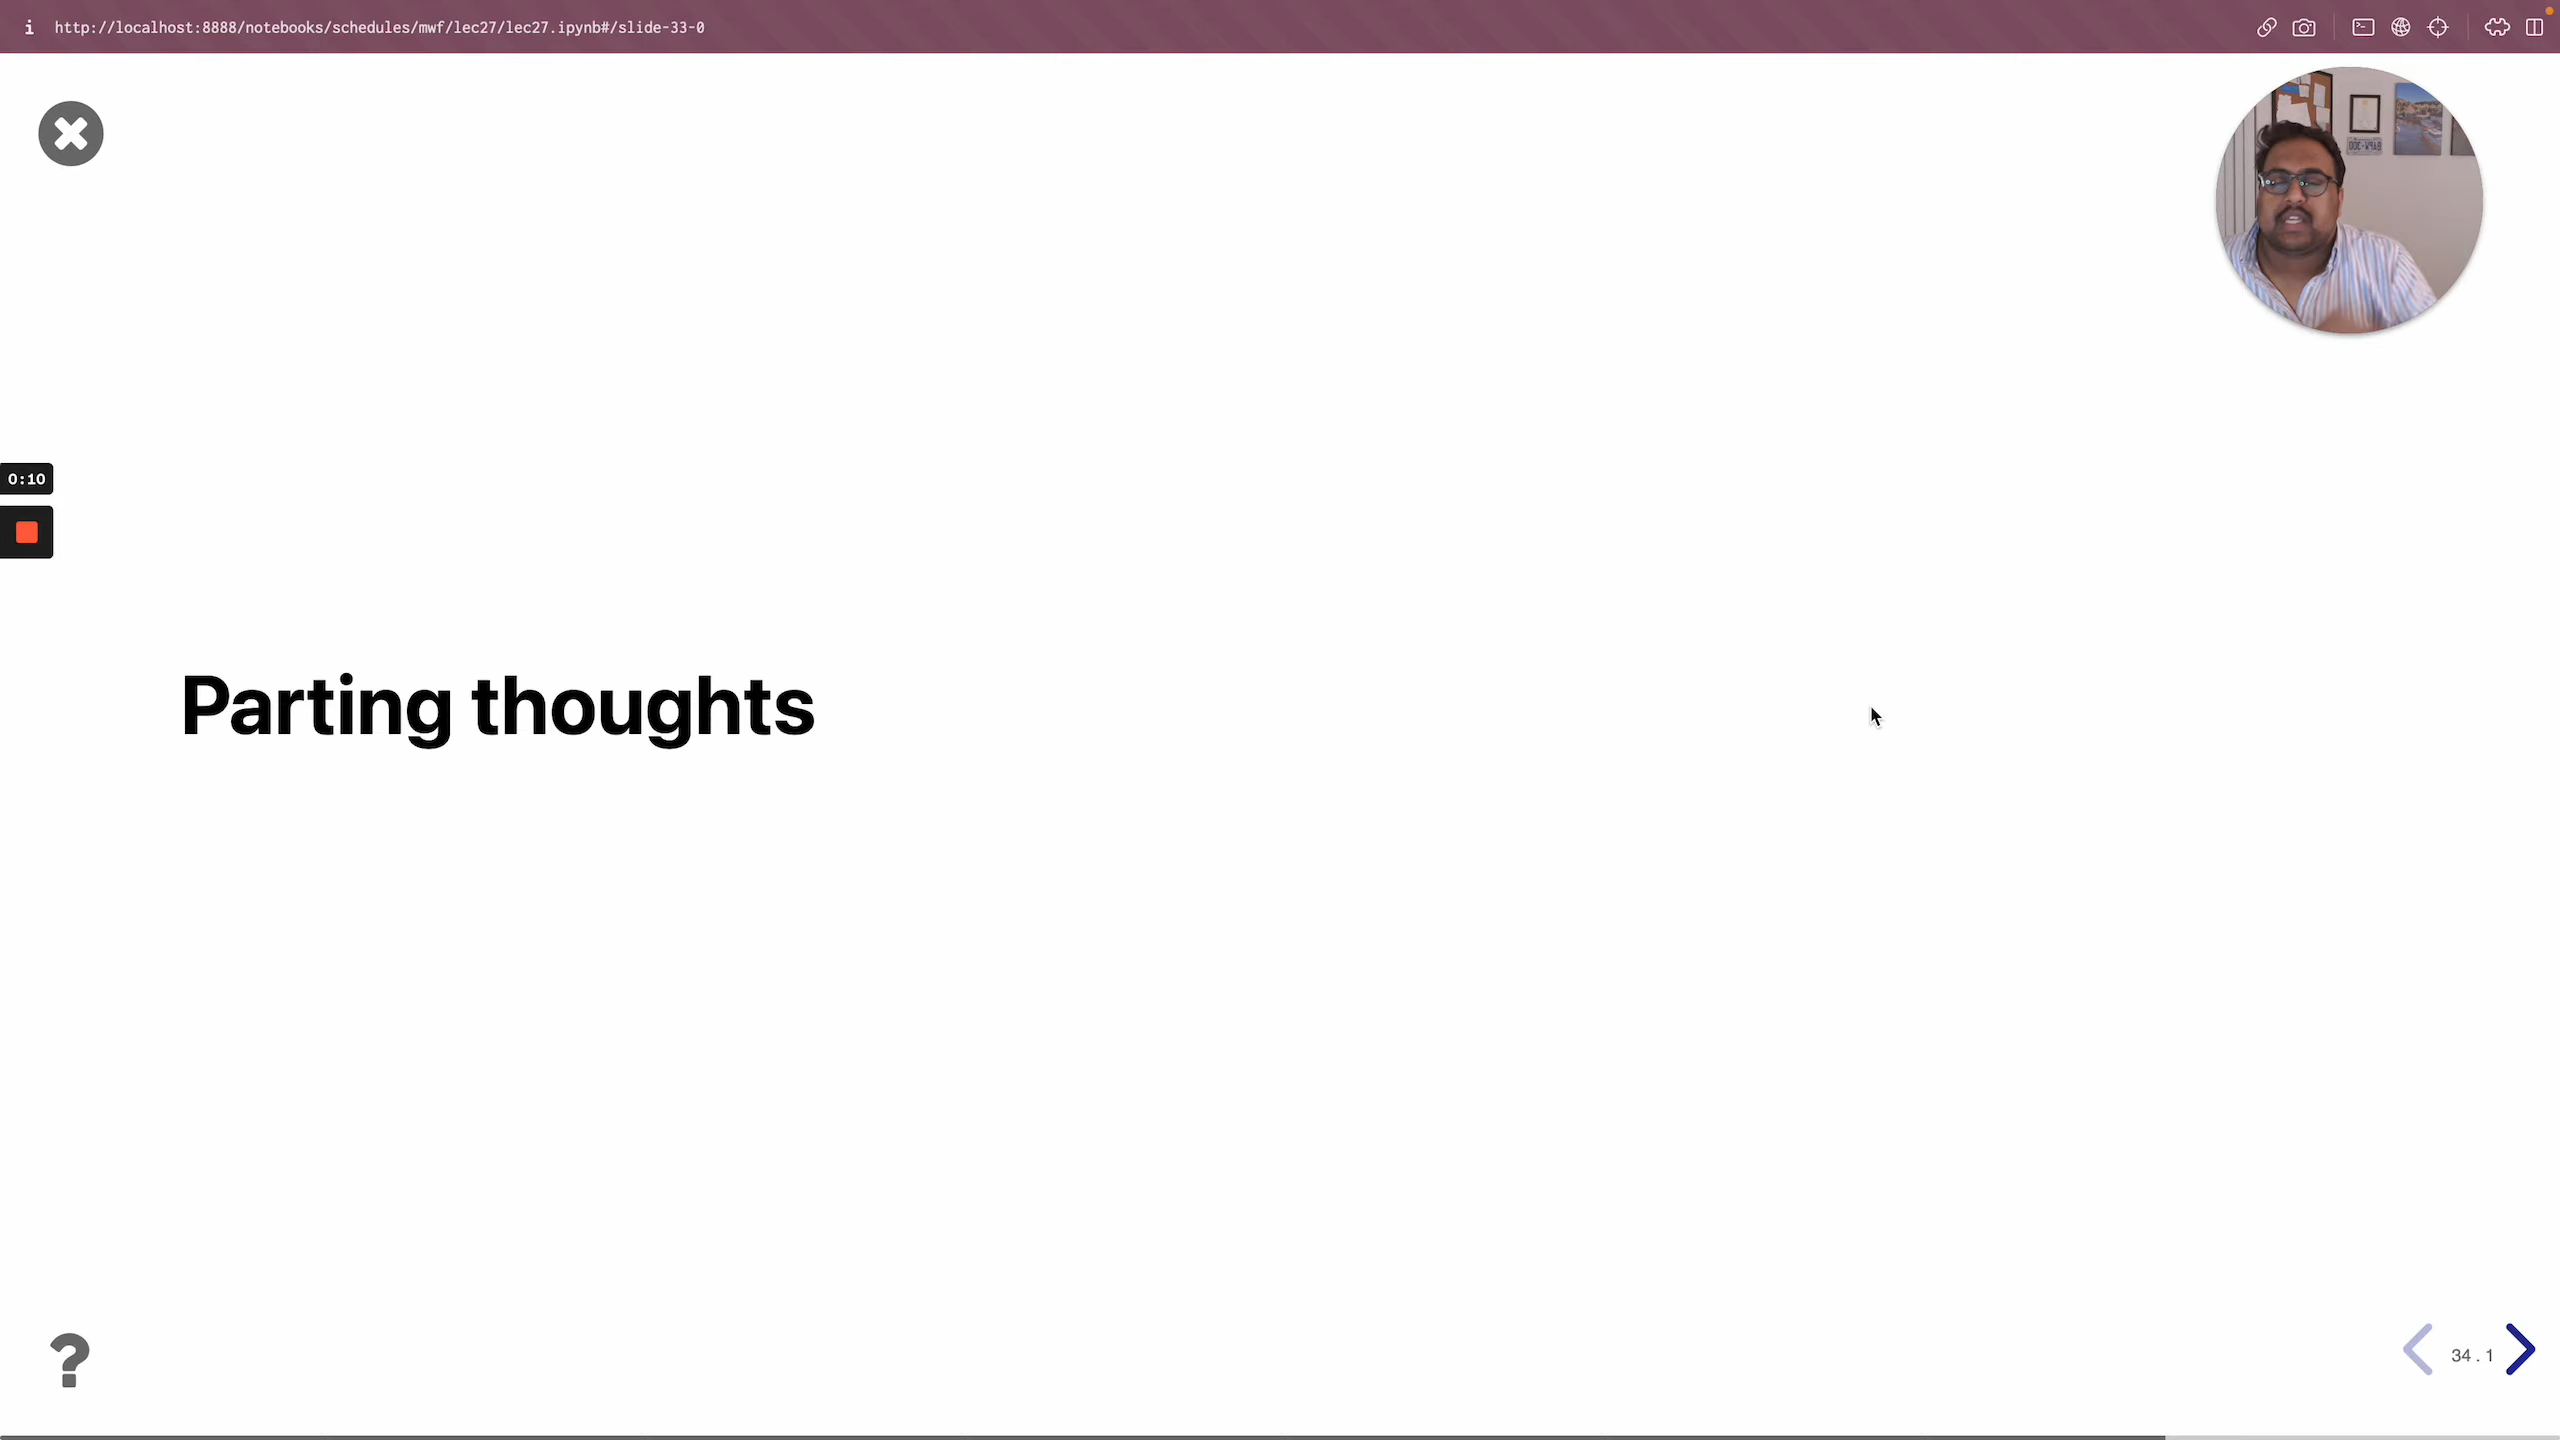 i http://localhost:8888/notebooks/schedules/mwf/lec27/lec27.ipynb#/slide-33-0
0:10
Parting thoughts
?
34 . 1